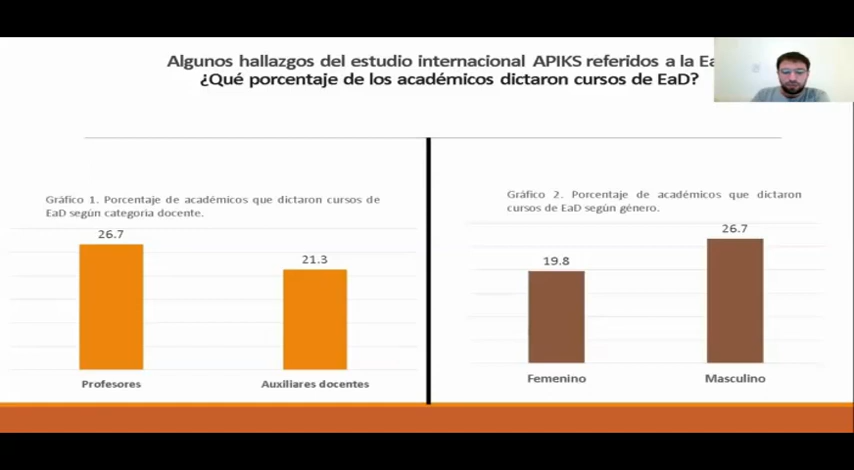 Algunos hallazgos del estudio internacional APIKS referidos a la Ea
¿Qué porcentaje de los académicos dictaron cursos de EaD?
Gráfico 1. Porcentaje de académicos que dictaron cursos de
EaD según categoria docente.
26.7
21.3
Profesores
Auxiliares docentes
Gráfico 2. Porcentaje de académicos que dictaron
cursos de EaD según género.
19.8
26.7
Femenino
Masculino